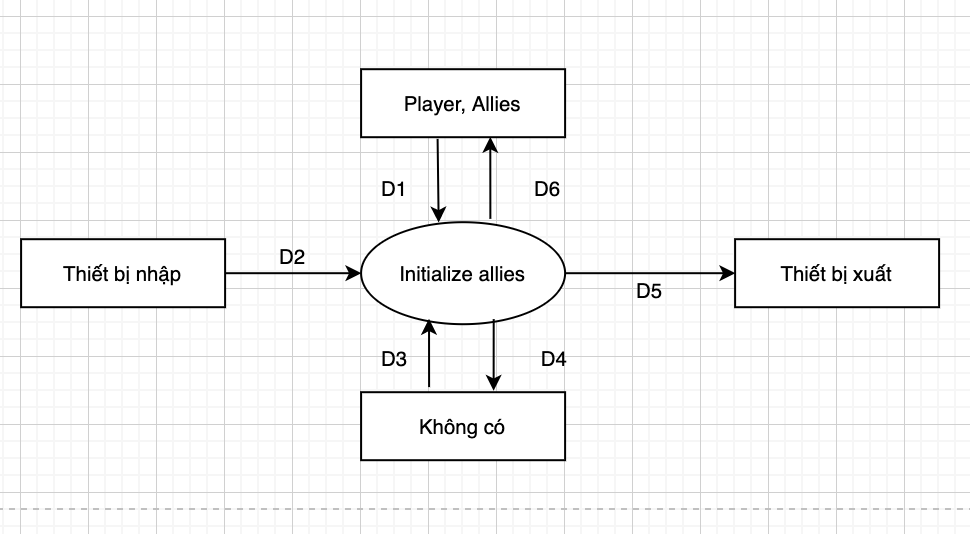 Player, Allies
D1
D6
D2
Thiết bị nhập
Initialize allies
Thiết bị xuất
D5
D3
D4
Không có